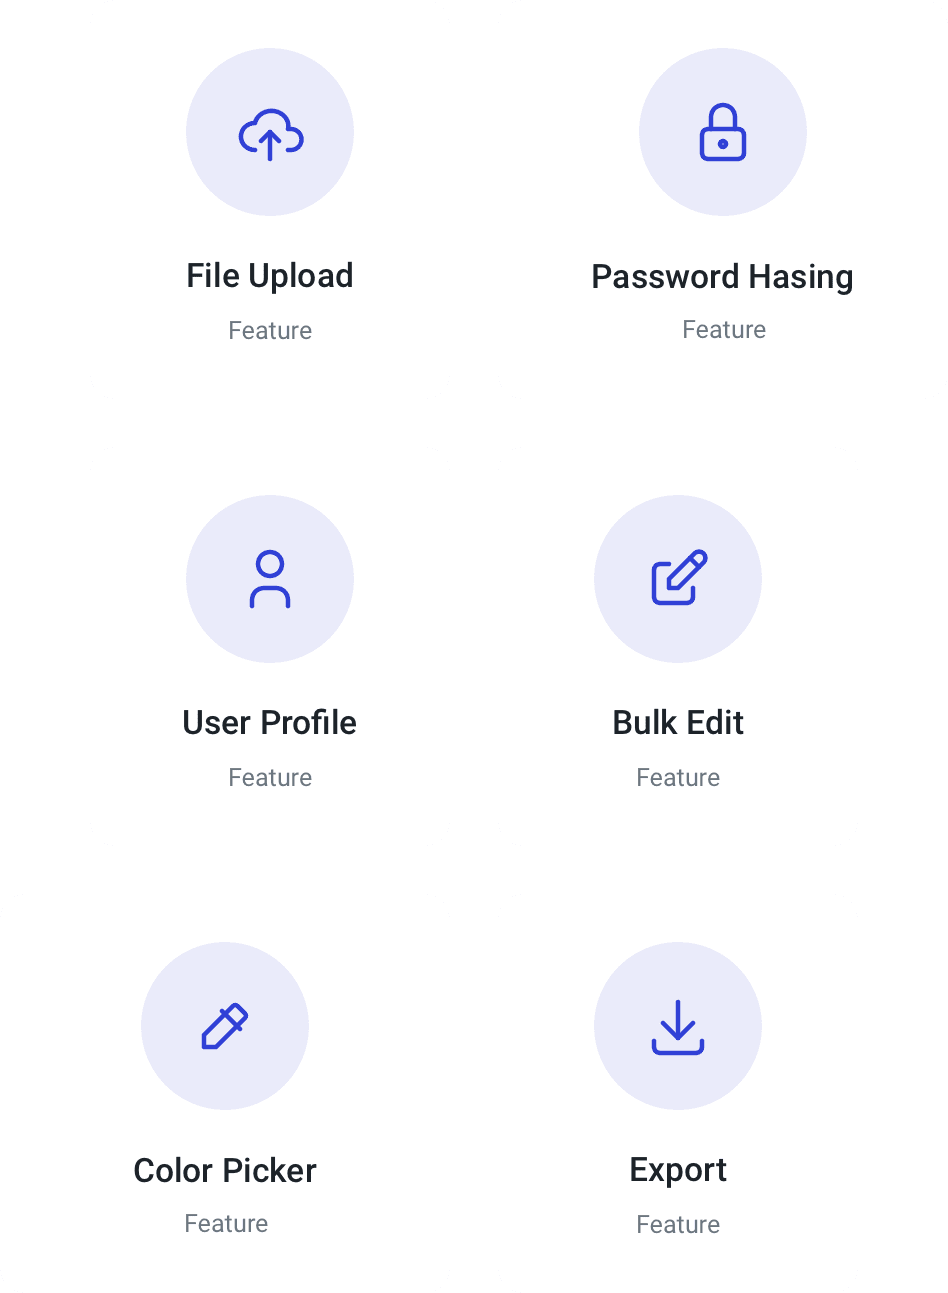 File Upload
Feature
Password Hasing
Feature
User Profile
Feature
Bulk Edit
Feature
Color Picker
Feature
Export
Feature